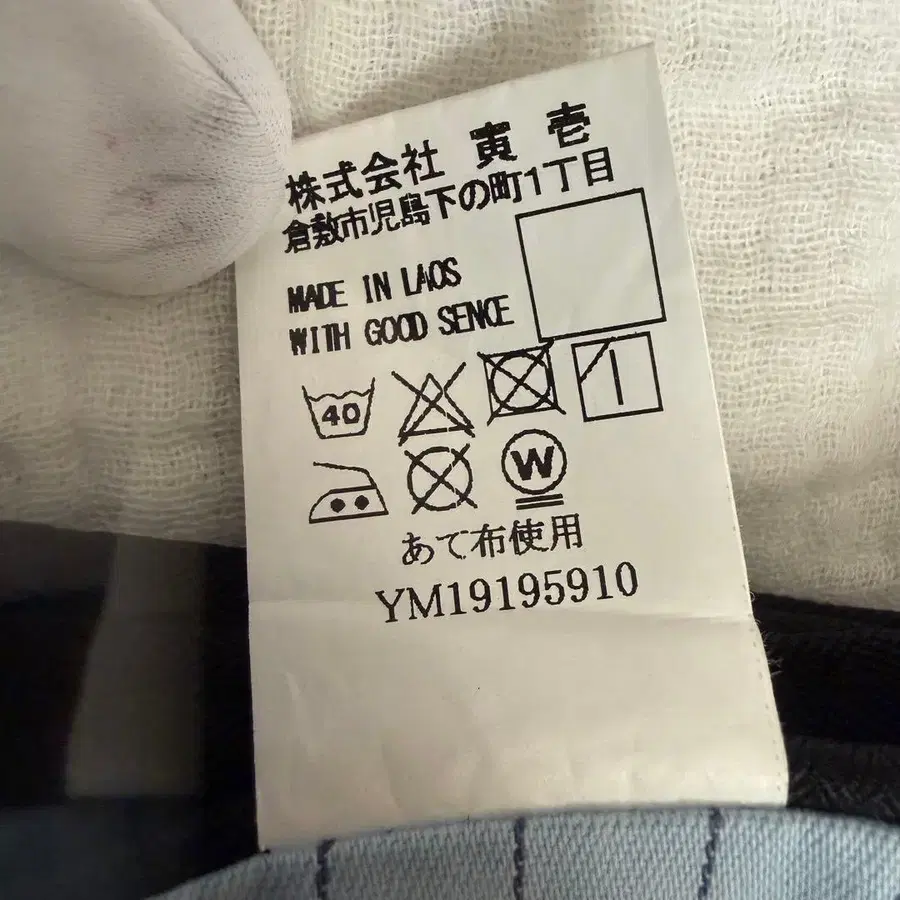 株式会社 寅壱
倉敷市児島下の町1丁目
MADE IN LAOS
WITH GOOD SENCE
40
W
あて布使用
YM19195910